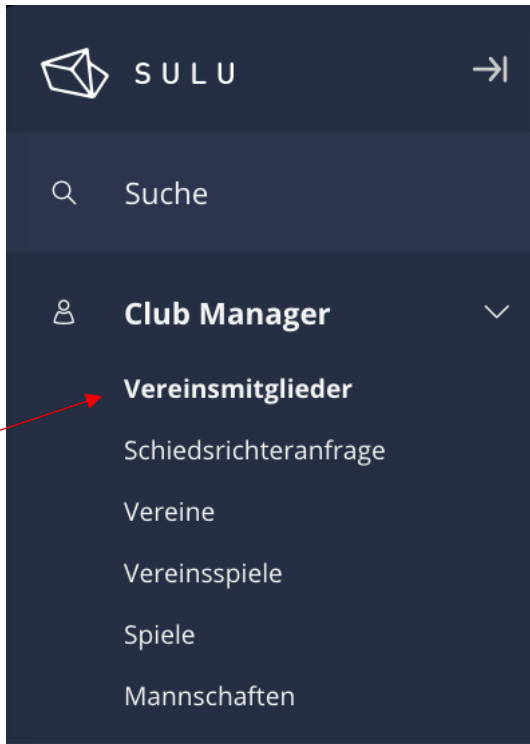 SULU
Suche
Club Manager
Vereinsmitglieder
Schiedsrichteranfrage
Vereine
Vereinsspiele
Spiele
Mannschaften